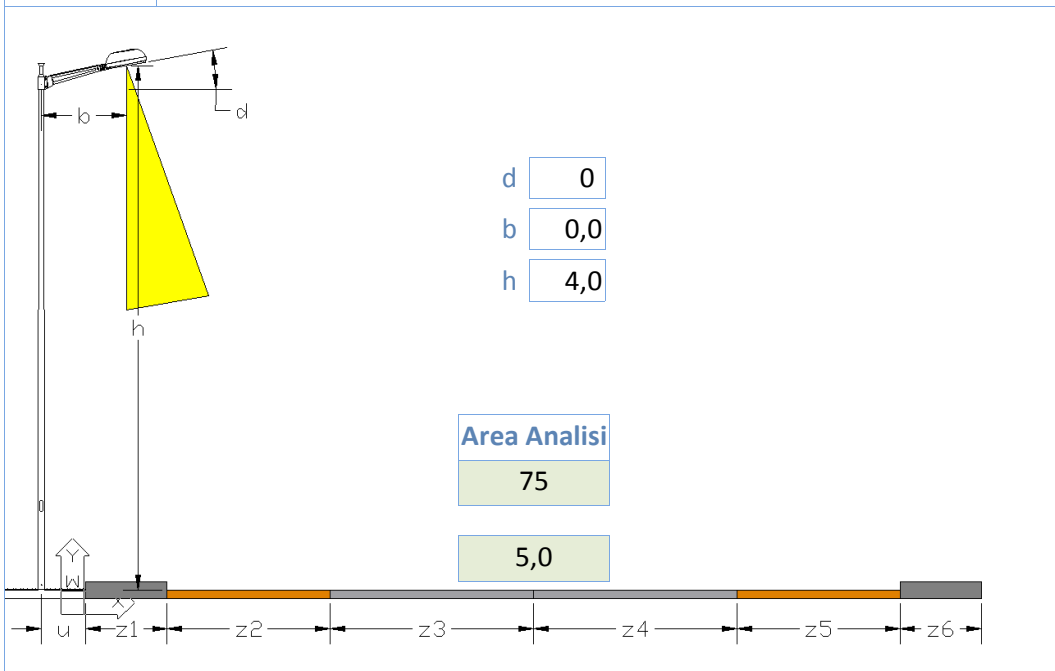 d
b
d 0
b 0,0
h 4,0
h
Area Analisi
75
5,0
Y
W
X
u z1 z2 z3 z4 z5 z6